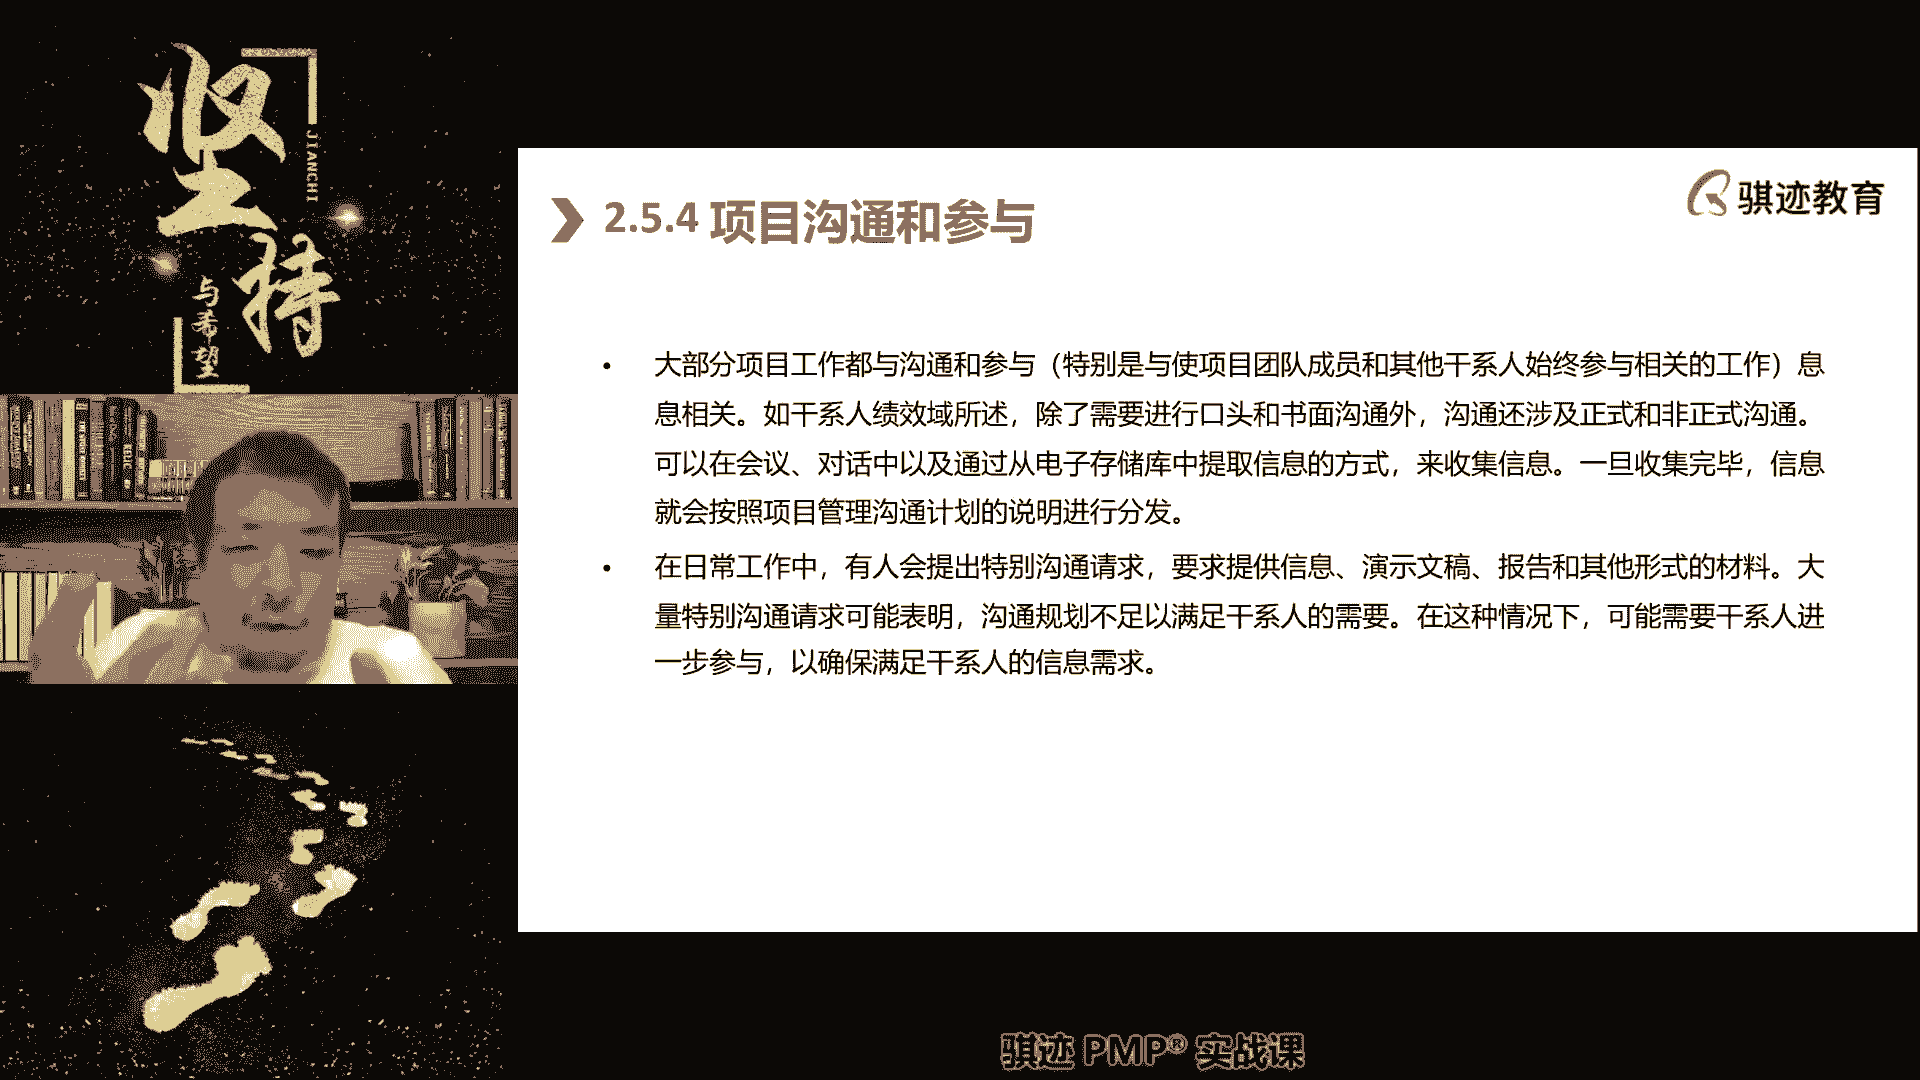 坚持
JIANCHI
与希望
骐迹教育
2.5.4 项目沟通和参与
• 大部分项目工作都与沟通和参与（特别是与使项目团队成员和其他干系人始终参与相关的工作）息
息相关。如干系人绩效域所述，除了需要进行口头和书面沟通外，沟通还涉及正式和非正式沟通。
可以在会议、对话中以及通过从电子存储库中提取信息的方式，来收集信息。一旦收集完毕，信息
就会按照项目管理沟通计划的说明进行分发。
• 在日常工作中，有人会提出特别沟通请求，要求提供信息、演示文稿、报告和其他形式的材料。大
量特别沟通请求可能表明，沟通规划不足以满足干系人的需要。在这种情况下，可能需要干系人进
一步参与，以确保满足干系人的信息需求。
骐迹 PMP® 实战课